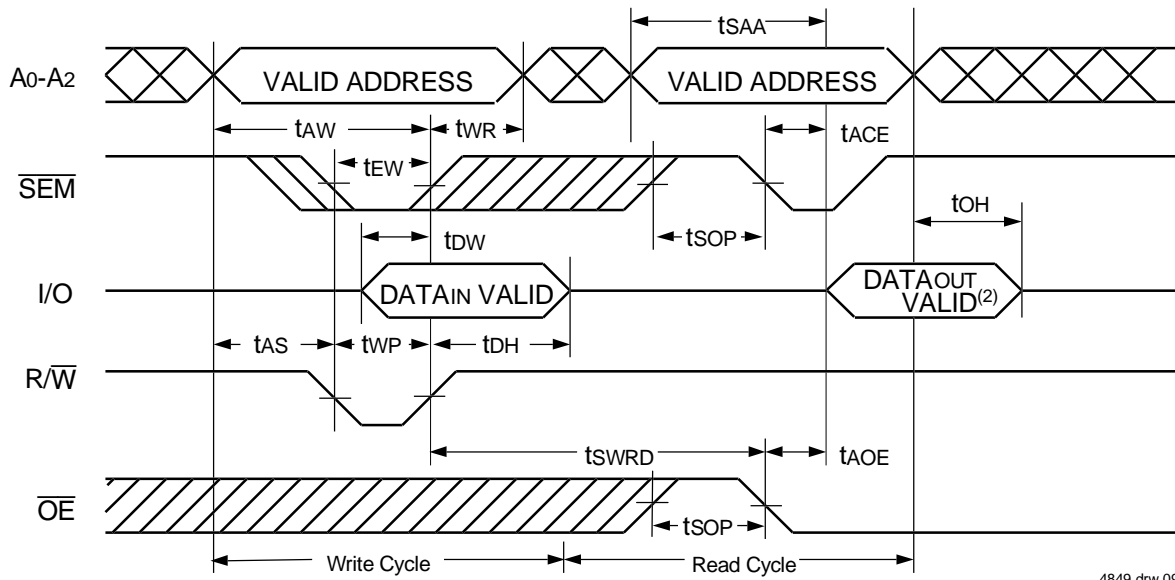 tSAA
A0-A2 VALID ADDRESS VALID ADDRESS
tAW tWR tACE
tEW
SEM
tSOP tOH
tDW
I/O DATAIN VALID DATAOUT VALID(2)
tAS tWP tDH
R/W
tSWRD tAOE
OE
tSOP
Write Cycle Read Cycle